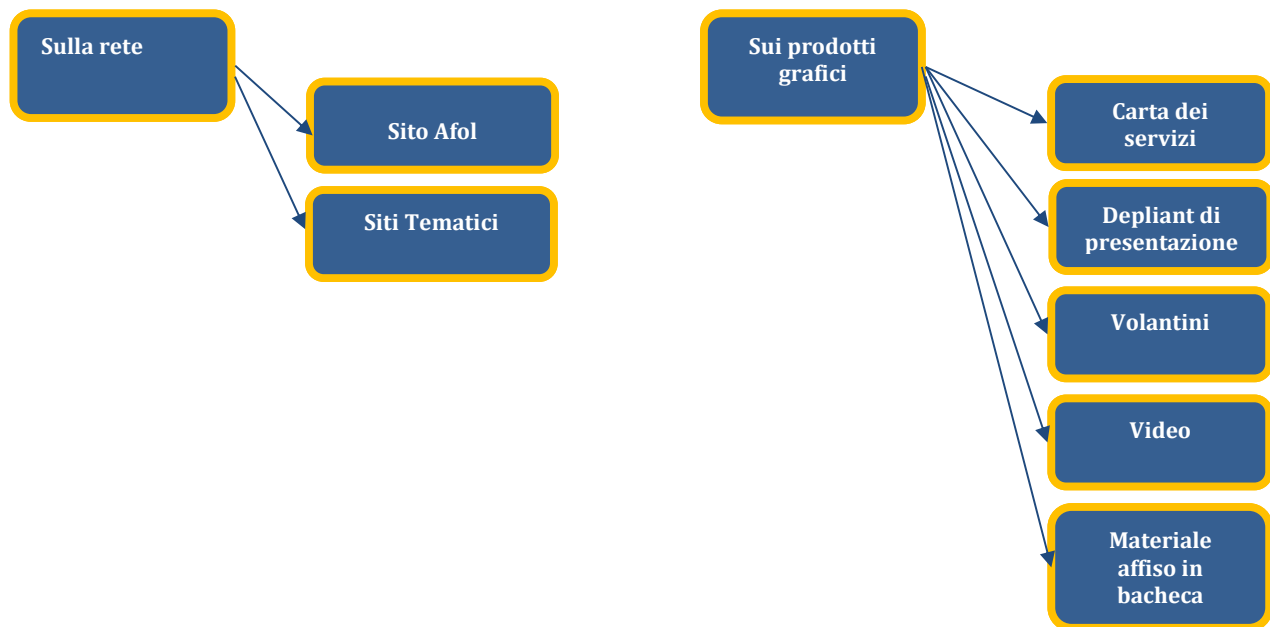 Sulla rete
Sito Afol
Siti Tematici
Sui prodotti
grafici
Carta dei
servizi
Depliant di
presentazione
Volantini
Video
Materiale
affiso in
bacheca